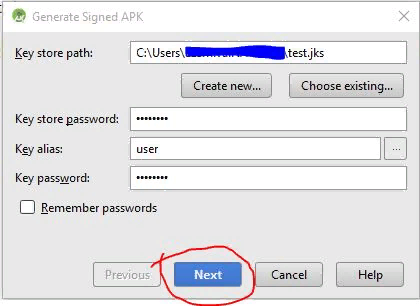 Generate Signed APK
Key store path: C:\Users\ \test.jks
Create new... Choose existing...
Key store password: ••••••••
Key alias: user ...
Key password: ••••••••
Remember passwords
Previous Next Cancel Help